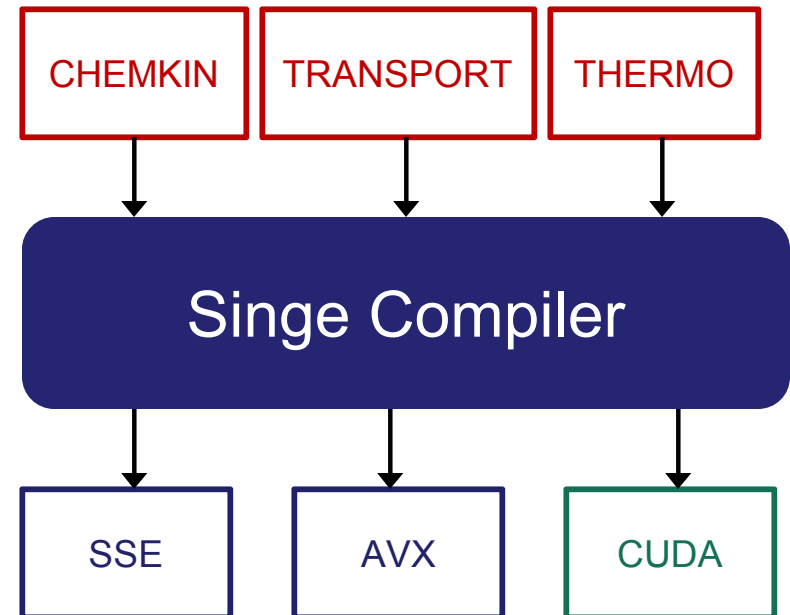 CHEMKIN
TRANSPORT
THERMO
Singe Compiler
SSE
AVX
CUDA